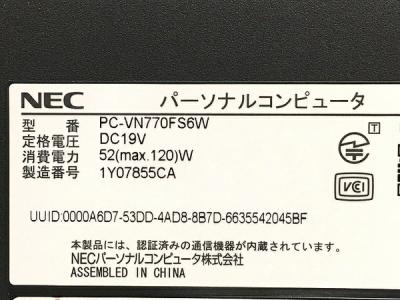 NEC パーソナルコンピュータ
型 番 PC-VN770FS6W
定格電圧 DC19V
消費電力 52(max.120)W
製造番号 1Y07855CA
T
VCI
UUID:0000A6D7-53DD-4AD8-8B7D-6635542045BF
本製品には、認証済みの通信機器が内蔵されています。
NECパーソナルコンピュータ株式会社
ASSEMBLED IN CHINA